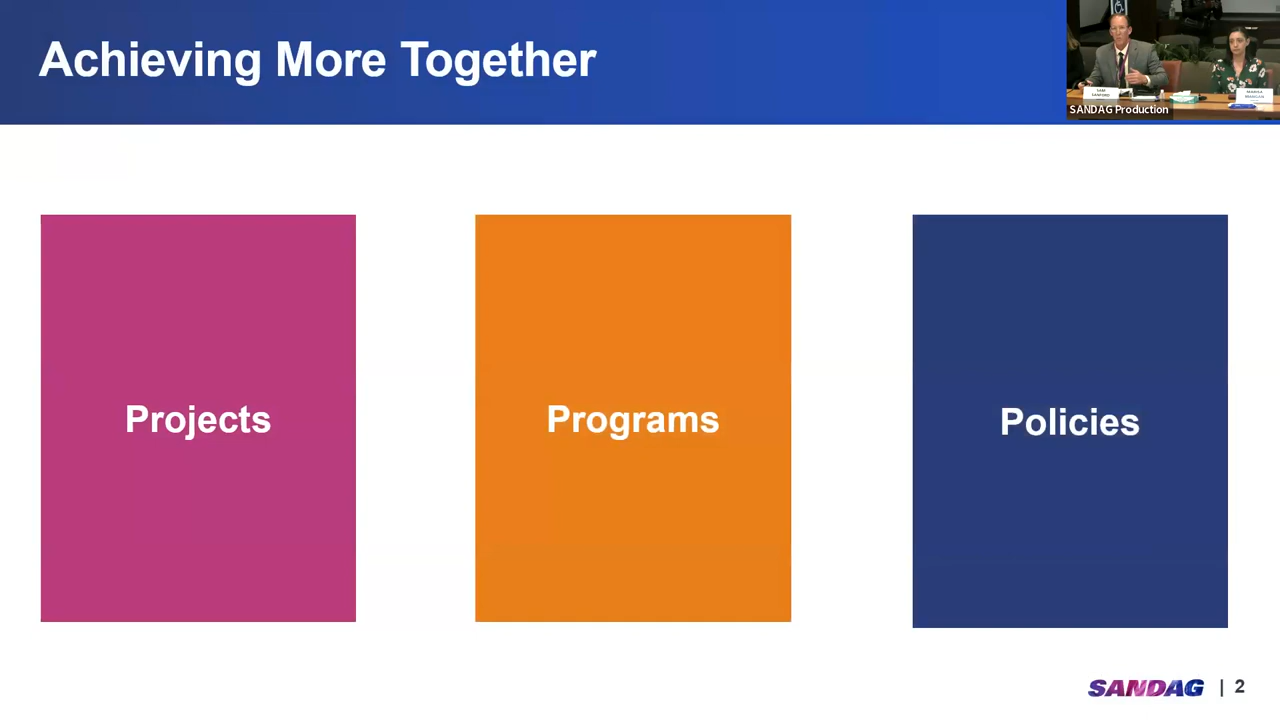 Achieving More Together
SANDAG Production
Projects
Programs
Policies
SANDAG | 2